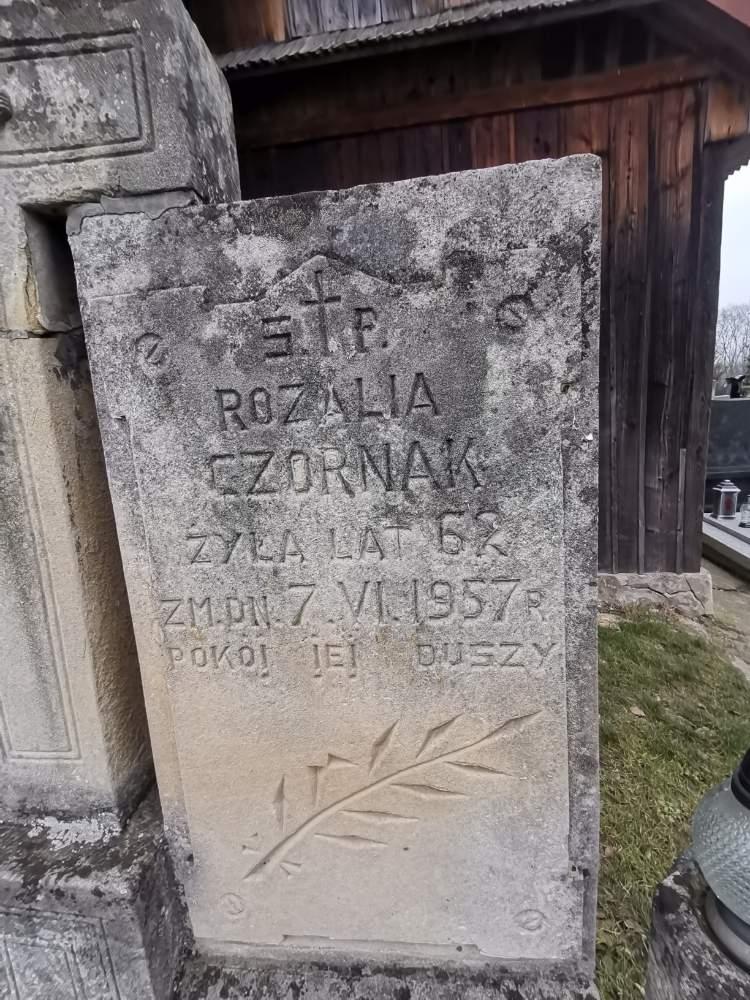 Ś. P.
ROZALIA
CZORNAK
ŻYŁA LAT 62
ZM. DN. 7. VI. 1957 R
POKÓJ JEJ DUSZY